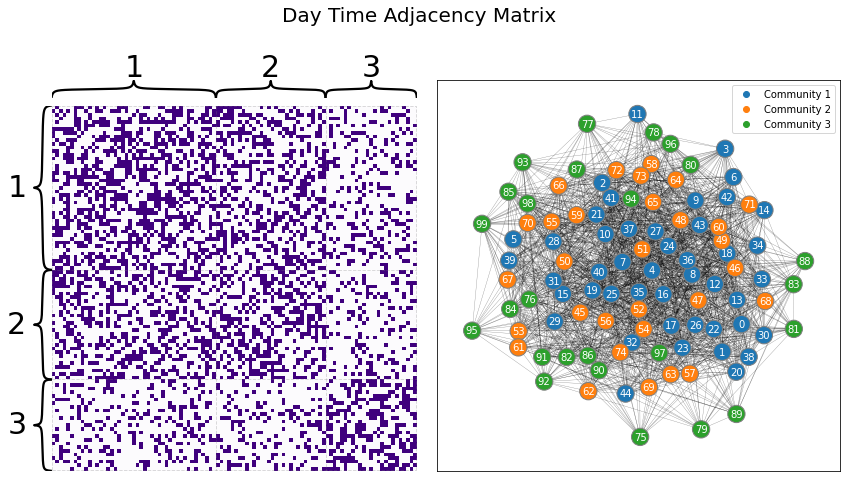 Day Time Adjacency Matrix
1 2 3
1
2
3
Community 1
Community 2
Community 3
11
77
78
96
3
93
87
72 58 80
73
64 6
66 2
85 41 94 65 9 42
98 71
59 21 48 14
99 70 55 43 60
10 37 27
5 28 49
51 24 34
39 50 7 36 18 88
40 4 8 46
67 31 12 33 83
15 19 25 35 16
76 47 13 68
84 45 52
29 56 17 26 0
95 53 54 22 81
30
61 32 23
91 82 86 74 97 1 38
90 63 57 20
92
62 44 69
89
79
75